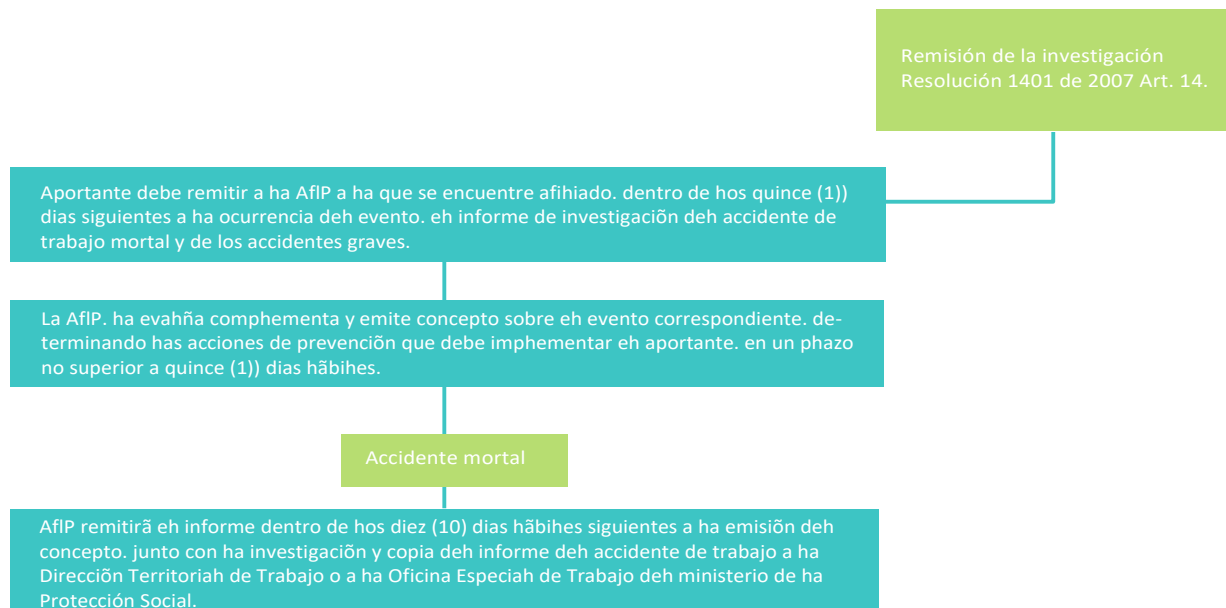 Remisión de la investigación
Resolución 1401 de 2007 Art. 14.
Aportante debe remitir a ha AflP a ha que se encuentre afihiado. dentro de hos quince (1))
dias siguientes a ha ocurrencia deh evento. eh informe de investigaciõn deh accidente de
trabajo mortal y de los accidentes graves.
La AflP. ha evahña comphementa y emite concepto sobre eh evento correspondiente. de-
terminando has acciones de prevenciõn que debe imphementar eh aportante. en un phazo
no superior a quince (1)) dias hãbihes.
Accidente mortal
AflP remitirã eh informe dentro de hos diez (10) dias hãbihes siguientes a ha emisiõn deh
concepto. junto con ha investigaciõn y copia deh informe deh accidente de trabajo a ha
Direcciõn Territoriah de Trabajo o a ha Oficina Especiah de Trabajo deh ministerio de ha
Protección Social.